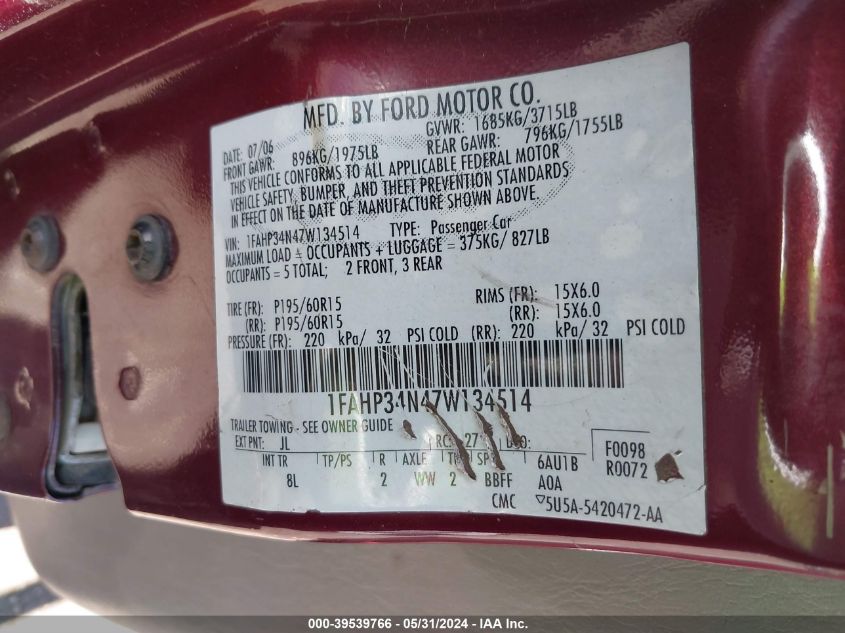 MFD. BY FORD MOTOR CO.
DATE: 07/06 GVWR: 1685KG/3715LB
FRONT GAWR: 896KG/1975LB REAR GAWR: 796KG/1755LB
THIS VEHICLE CONFORMS TO ALL APPLICABLE FEDERAL MOTOR
VEHICLE SAFETY, BUMPER, AND THEFT PREVENTION STANDARDS
IN EFFECT ON THE DATE OF MANUFACTURE SHOWN ABOVE.
VIN: 1FAHP34N47W134514 TYPE: Passenger Car
MAXIMUM LOAD = OCCUPANTS + LUGGAGE = 375KG/ 827LB
OCCUPANTS = 5 TOTAL; 2 FRONT, 3 REAR
TIRE (FR): P195/60R15 RIMS (FR): 15X6.0
(RR): P195/60R15 (RR): 15X6.0
PRESSURE (FR): 220 kPa/ 32 PSI COLD (RR): 220 kPa/ 32 PSI COLD
1FAHP34N47W134514
TRAILER TOWING - SEE OWNER GUIDE
EXT PNT: JL RC: 27 DSO: F0098
R0072
INT TR TP/PS R AXLE TR SP 6AU1B
8L 2 WW 2 BBFF A0A
CMC 5U5A-5420472-AA
000-39539766 - 05/31/2024 - IAA Inc.